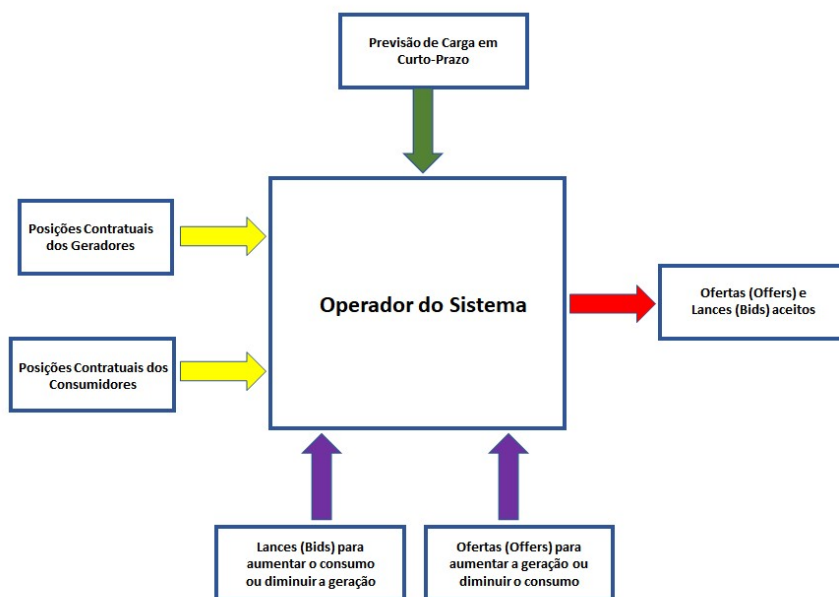 Previsão de Carga em
Curto-Prazo
Posições Contratuais
dos Geradores
Operador do Sistema
Ofertas (Offers) e
Lances (Bids) aceitos
Posições Contratuais dos
Consumidores
Lances (Bids) para
aumentar o consumo
ou diminuir a geração
Ofertas (Offers) para
aumentar a geração ou
diminuir o consumo